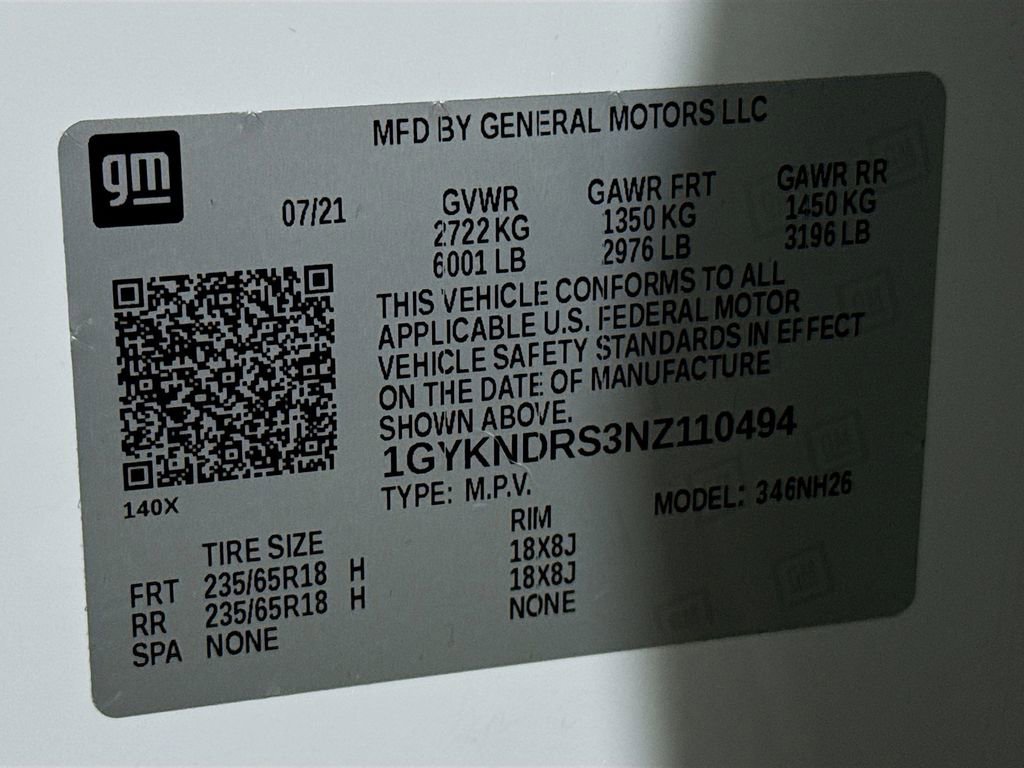 gm
MFD BY GENERAL MOTORS LLC
07/21
GVWR GAWR FRT GAWR RR
2722 KG 1350 KG 1450 KG
6001 LB 2976 LB 3196 LB
THIS VEHICLE CONFORMS TO ALL
APPLICABLE U.S. FEDERAL MOTOR
VEHICLE SAFETY STANDARDS IN EFFECT
ON THE DATE OF MANUFACTURE
SHOWN ABOVE.
1GYKNDRS3NZ110494
TYPE: M.P.V. MODEL: 346NH26
140X
TIRE SIZE RIM
FRT 235/65R18 H 18X8J
RR 235/65R18 H 18X8J
SPA NONE NONE